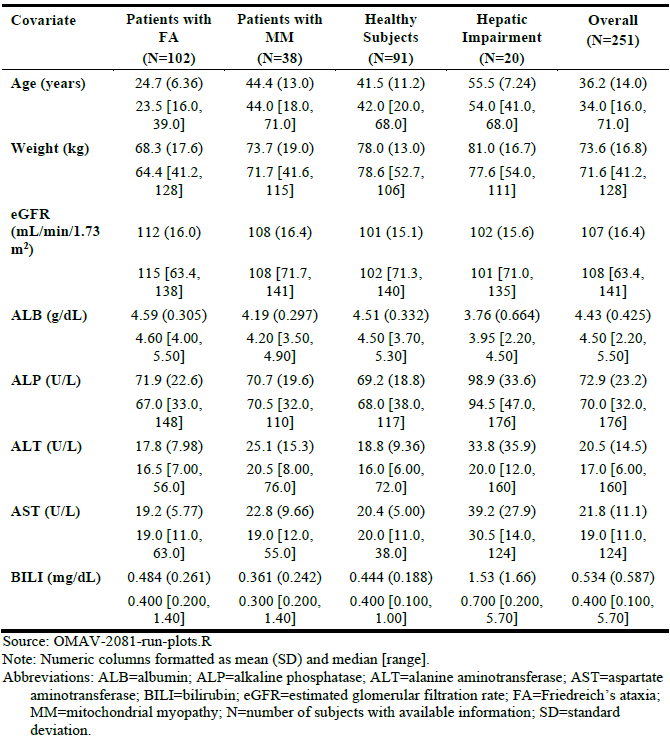 Covariate Patients with FA (N=102) Patients with MM (N=38) Healthy Subjects (N=91) Hepatic Impairment (N=20) Overall (N=251)
Age (years) 24.7 (6.36) 44.4 (13.0) 41.5 (11.2) 55.5 (7.24) 36.2 (14.0)
23.5 [16.0, 39.0] 44.0 [18.0, 71.0] 42.0 [20.0, 68.0] 54.0 [41.0, 68.0] 34.0 [16.0, 71.0]
Weight (kg) 68.3 (17.6) 73.7 (19.0) 78.0 (13.0) 81.0 (16.7) 73.6 (16.8)
64.4 [41.2, 128] 71.7 [41.6, 115] 78.6 [52.7, 106] 77.6 [54.0, 111] 71.6 [41.2, 128]
eGFR (mL/min/1.73 m²) 112 (16.0) 108 (16.4) 101 (15.1) 102 (15.6) 107 (16.4)
115 [63.4, 138] 108 [71.7, 141] 102 [71.3, 140] 101 [71.0, 135] 108 [63.4, 141]
ALB (g/dL) 4.59 (0.305) 4.19 (0.297) 4.51 (0.332) 3.76 (0.664) 4.43 (0.425)
4.60 [4.00, 5.50] 4.20 [3.50, 4.90] 4.50 [3.70, 5.30] 3.95 [2.20, 4.50] 4.50 [2.20, 5.50]
ALP (U/L) 71.9 (22.6) 70.7 (19.6) 69.2 (18.8) 98.9 (33.6) 72.9 (23.2)
67.0 [33.0, 148] 70.5 [32.0, 110] 68.0 [38.0, 117] 94.5 [47.0, 176] 70.0 [32.0, 176]
ALT (U/L) 17.8 (7.98) 25.1 (15.3) 18.8 (9.36) 33.8 (35.9) 20.5 (14.5)
16.5 [7.00, 56.0] 20.5 [8.00, 76.0] 16.0 [6.00, 72.0] 20.0 [12.0, 160] 17.0 [6.00, 160]
AST (U/L) 19.2 (5.77) 22.8 (9.66) 20.4 (5.00) 39.2 (27.9) 21.8 (11.1)
19.0 [11.0, 63.0] 19.0 [12.0, 55.0] 20.0 [11.0, 38.0] 30.5 [14.0, 124] 19.0 [11.0, 124]
BILI (mg/dL) 0.484 (0.261) 0.361 (0.242) 0.444 (0.188) 1.53 (1.66) 0.534 (0.587)
0.400 [0.200, 1.40] 0.300 [0.200, 1.40] 0.400 [0.100, 1.00] 0.700 [0.200, 5.70] 0.400 [0.100, 5.70]
Source: OMAV-2081-run-plots.R
Note: Numeric columns formatted as mean (SD) and median [range].
Abbreviations: ALB=albumin; ALP=alkaline phosphatase; ALT=alanine aminotransferase; AST=aspartate
aminotransferase; BILI=bilirubin; eGFR=estimated glomerular filtration rate; FA=Friedreich's ataxia;
MM=mitochondrial myopathy; N=number of subjects with available information; SD=standard
deviation.